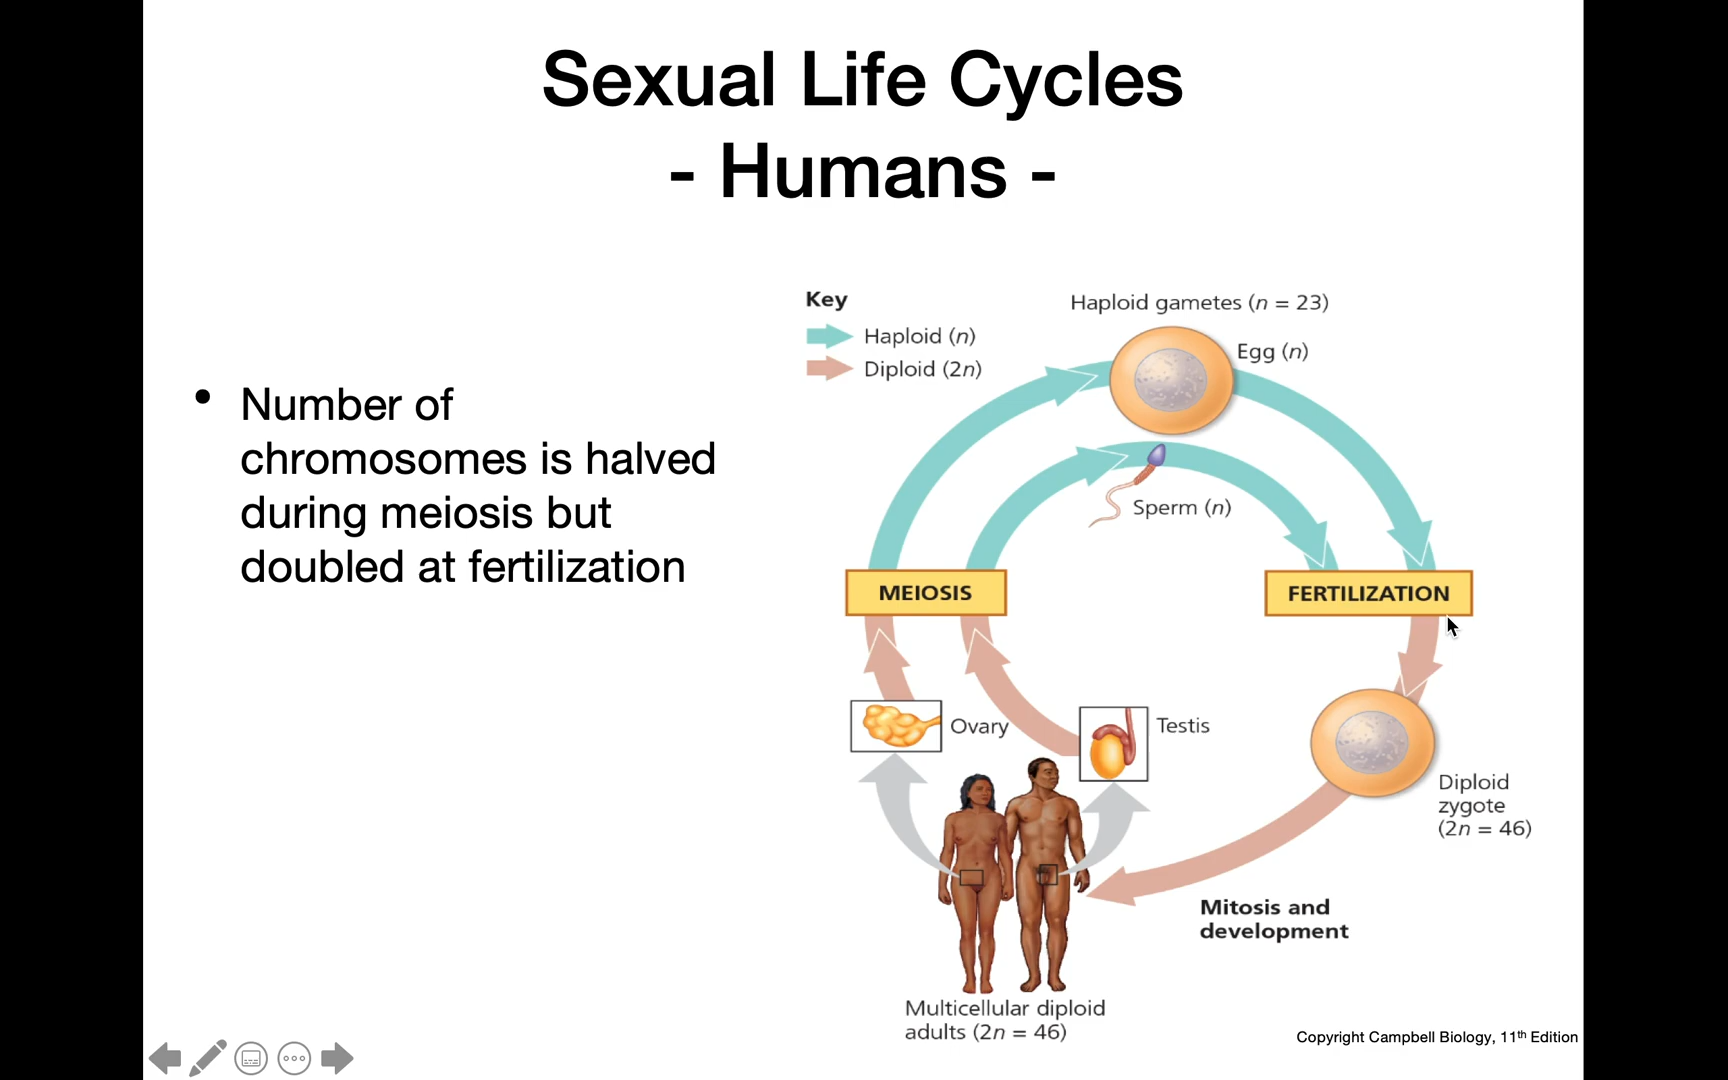 Sexual Life Cycles
- Humans -
• Number of
chromosomes is halved
during meiosis but
doubled at fertilization
Key
Haploid (n)
Diploid (2n)
Haploid gametes (n = 23)
Egg (n)
Sperm (n)
MEIOSIS
FERTILIZATION
Ovary
Testis
Diploid
zygote
(2n = 46)
Mitosis and
development
Multicellular diploid
adults (2n = 46)
Copyright Campbell Biology, 11th Edition